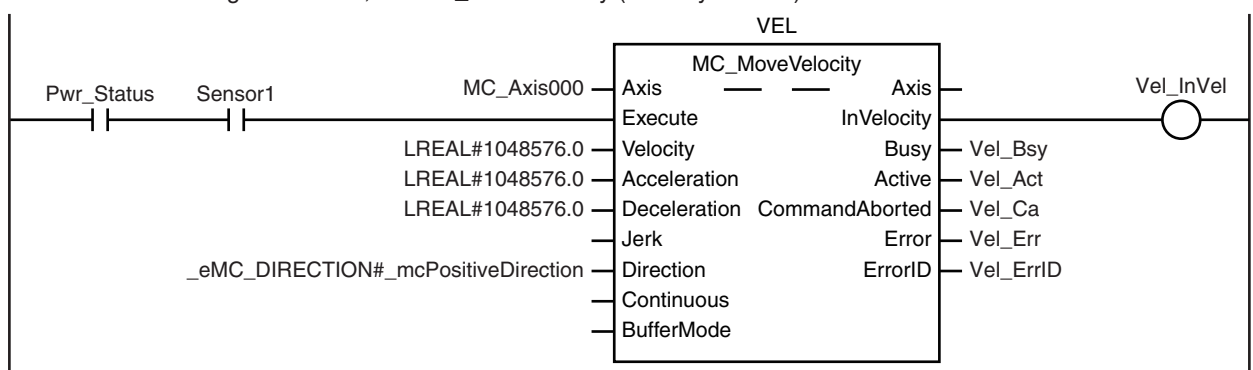 VEL
MC_MoveVelocity
Pwr_Status Sensor1 MC_Axis000 Axis Axis Vel_InVel
Execute InVelocity
LREAL#1048576.0 Velocity Busy Vel_Bsy
LREAL#1048576.0 Acceleration Active Vel_Act
LREAL#1048576.0 Deceleration CommandAborted Vel_Ca
Jerk Error Vel_Err
_eMC_DIRECTION#_mcPositiveDirection Direction ErrorID Vel_ErrID
Continuous
BufferMode